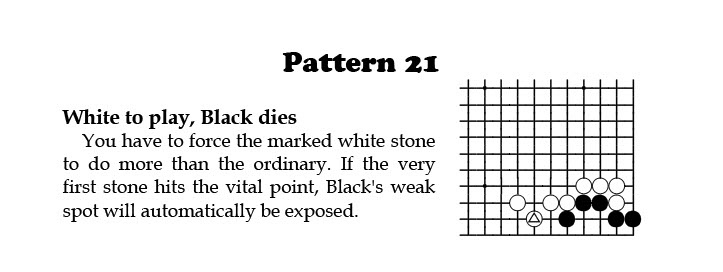 Pattern 21
White to play, Black dies
You have to force the marked white stone
to do more than the ordinary. If the very
first stone hits the vital point, Black's weak
spot will automatically be exposed.